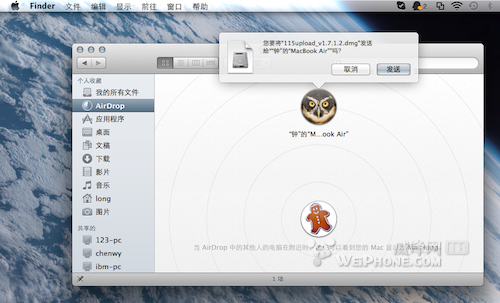 Finder 文件 编辑 显示 前往 窗口 帮助
2
AirDrop
您要将“115upload_v1.7.1.2.dmg”发送
给“‘钟’的‘MacBook Air’”吗?
取消 发送
个人收藏
我的所有文件
AirDrop
应用程序
桌面
文稿
下载
影片
音乐
long
图片
共享的
123-pc
chenwy
ibm-pc
“钟”的“M...ook Air”
当 AirDrop 中的其他人的电脑在附近时
可以看到您的 Mac
威锋网
WEIPHONE.COM
1 项